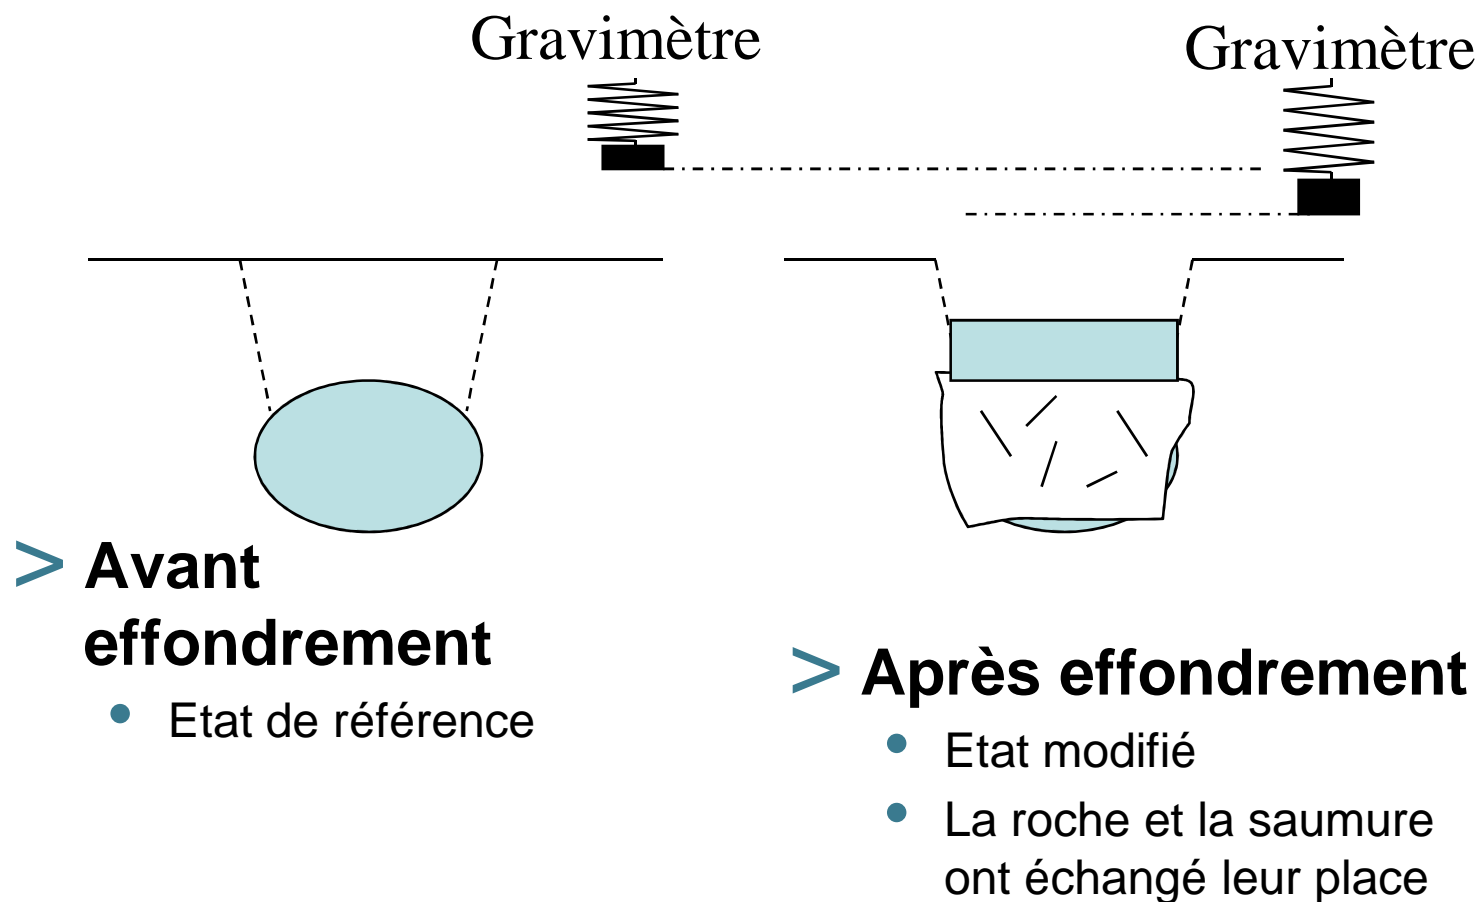 Gravimètre
Gravimètre
> Avant
effondrement
• Etat de référence
> Après effondrement
• Etat modifié
• La roche et la saumure
ont échangé leur place